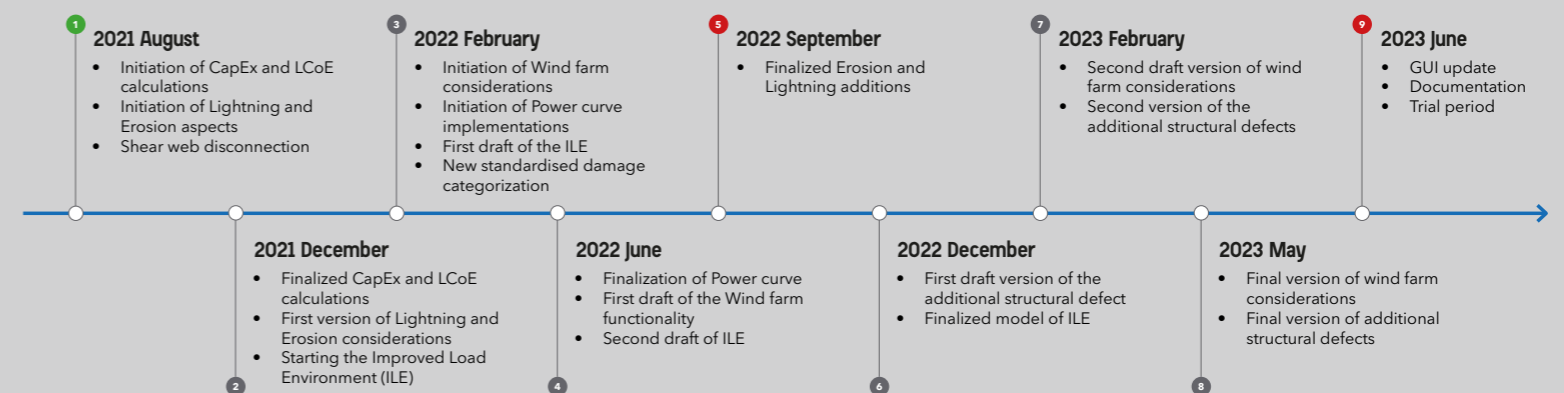 1
2021 August
• Initiation of CapEx and LCoE
calculations
• Initiation of Lightning and
Erosion aspects
• Shear web disconnection
3
2022 February
• Initiation of Wind farm
considerations
• Initiation of Power curve
implementations
• First draft of the ILE
• New standardised damage
categorization
5
2022 September
• Finalized Erosion and
Lightning additions
7
2023 February
• Second draft version of wind
farm considerations
• Second version of the
additional structural defects
9
2023 June
• GUI update
• Documentation
• Trial period
2021 December
• Finalized CapEx and LCoE
calculations
• First version of Lightning and
Erosion considerations
• Starting the Improved Load
Environment (ILE)
2
2022 June
• Finalization of Power curve
• First draft of the Wind farm
functionality
• Second draft of ILE
4
2022 December
• First draft version of the
additional structural defect
• Finalized model of ILE
6
2023 May
• Final version of wind farm
considerations
• Final version of additional
structural defects
8